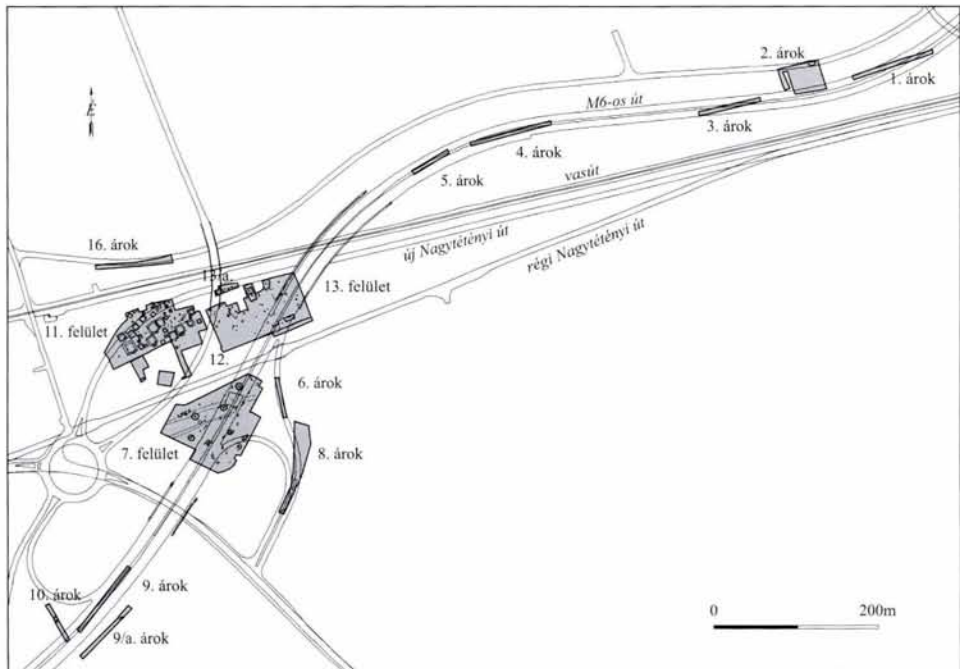 2. árok
1. árok
É
M6-os út
3. árok
4. árok
5. árok
vasút
16. árok
új Nagytétényi út
régi Nagytétényi út
13. felület
11. felület
12.
6. árok
7. felület
8. árok
10. árok
9. árok
9/a. árok
0 200m